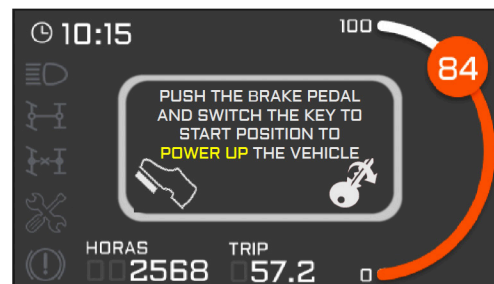 10:15
100
84
PUSH THE BRAKE PEDAL
AND SWITCH THE KEY TO
START POSITION TO
POWER UP THE VEHICLE
HORAS
TRIP
2568
57.2
0